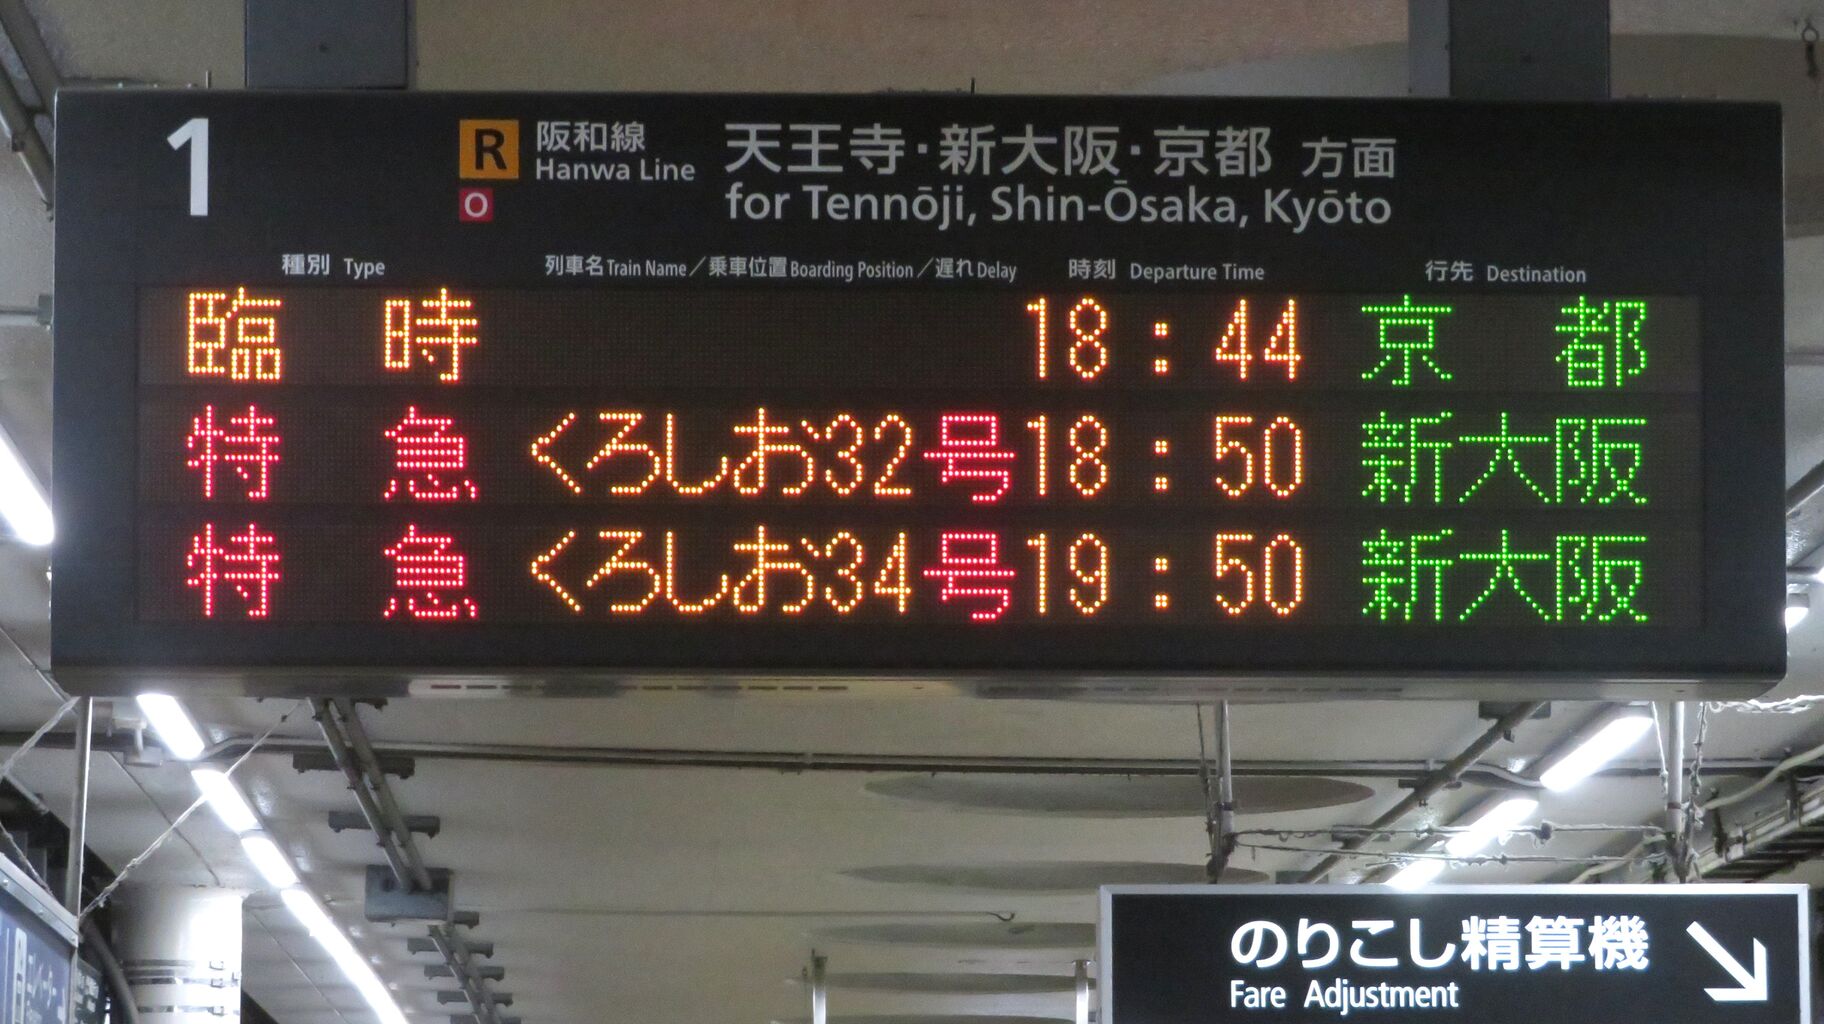 1 R 阪和線 天王寺・新大阪・京都 方面
O Hanwa Line for Tennōji, Shin-Ōsaka, Kyōto
種別 Type 列車名 Train Name／乗車位置 Boarding Position／遅れ Delay 時刻 Departure Time 行先 Destination
臨時 18:44 京都
特急 くろしお32号 18:50 新大阪
特急 くろしお34号 19:50 新大阪
のりこし精算機
Fare Adjustment